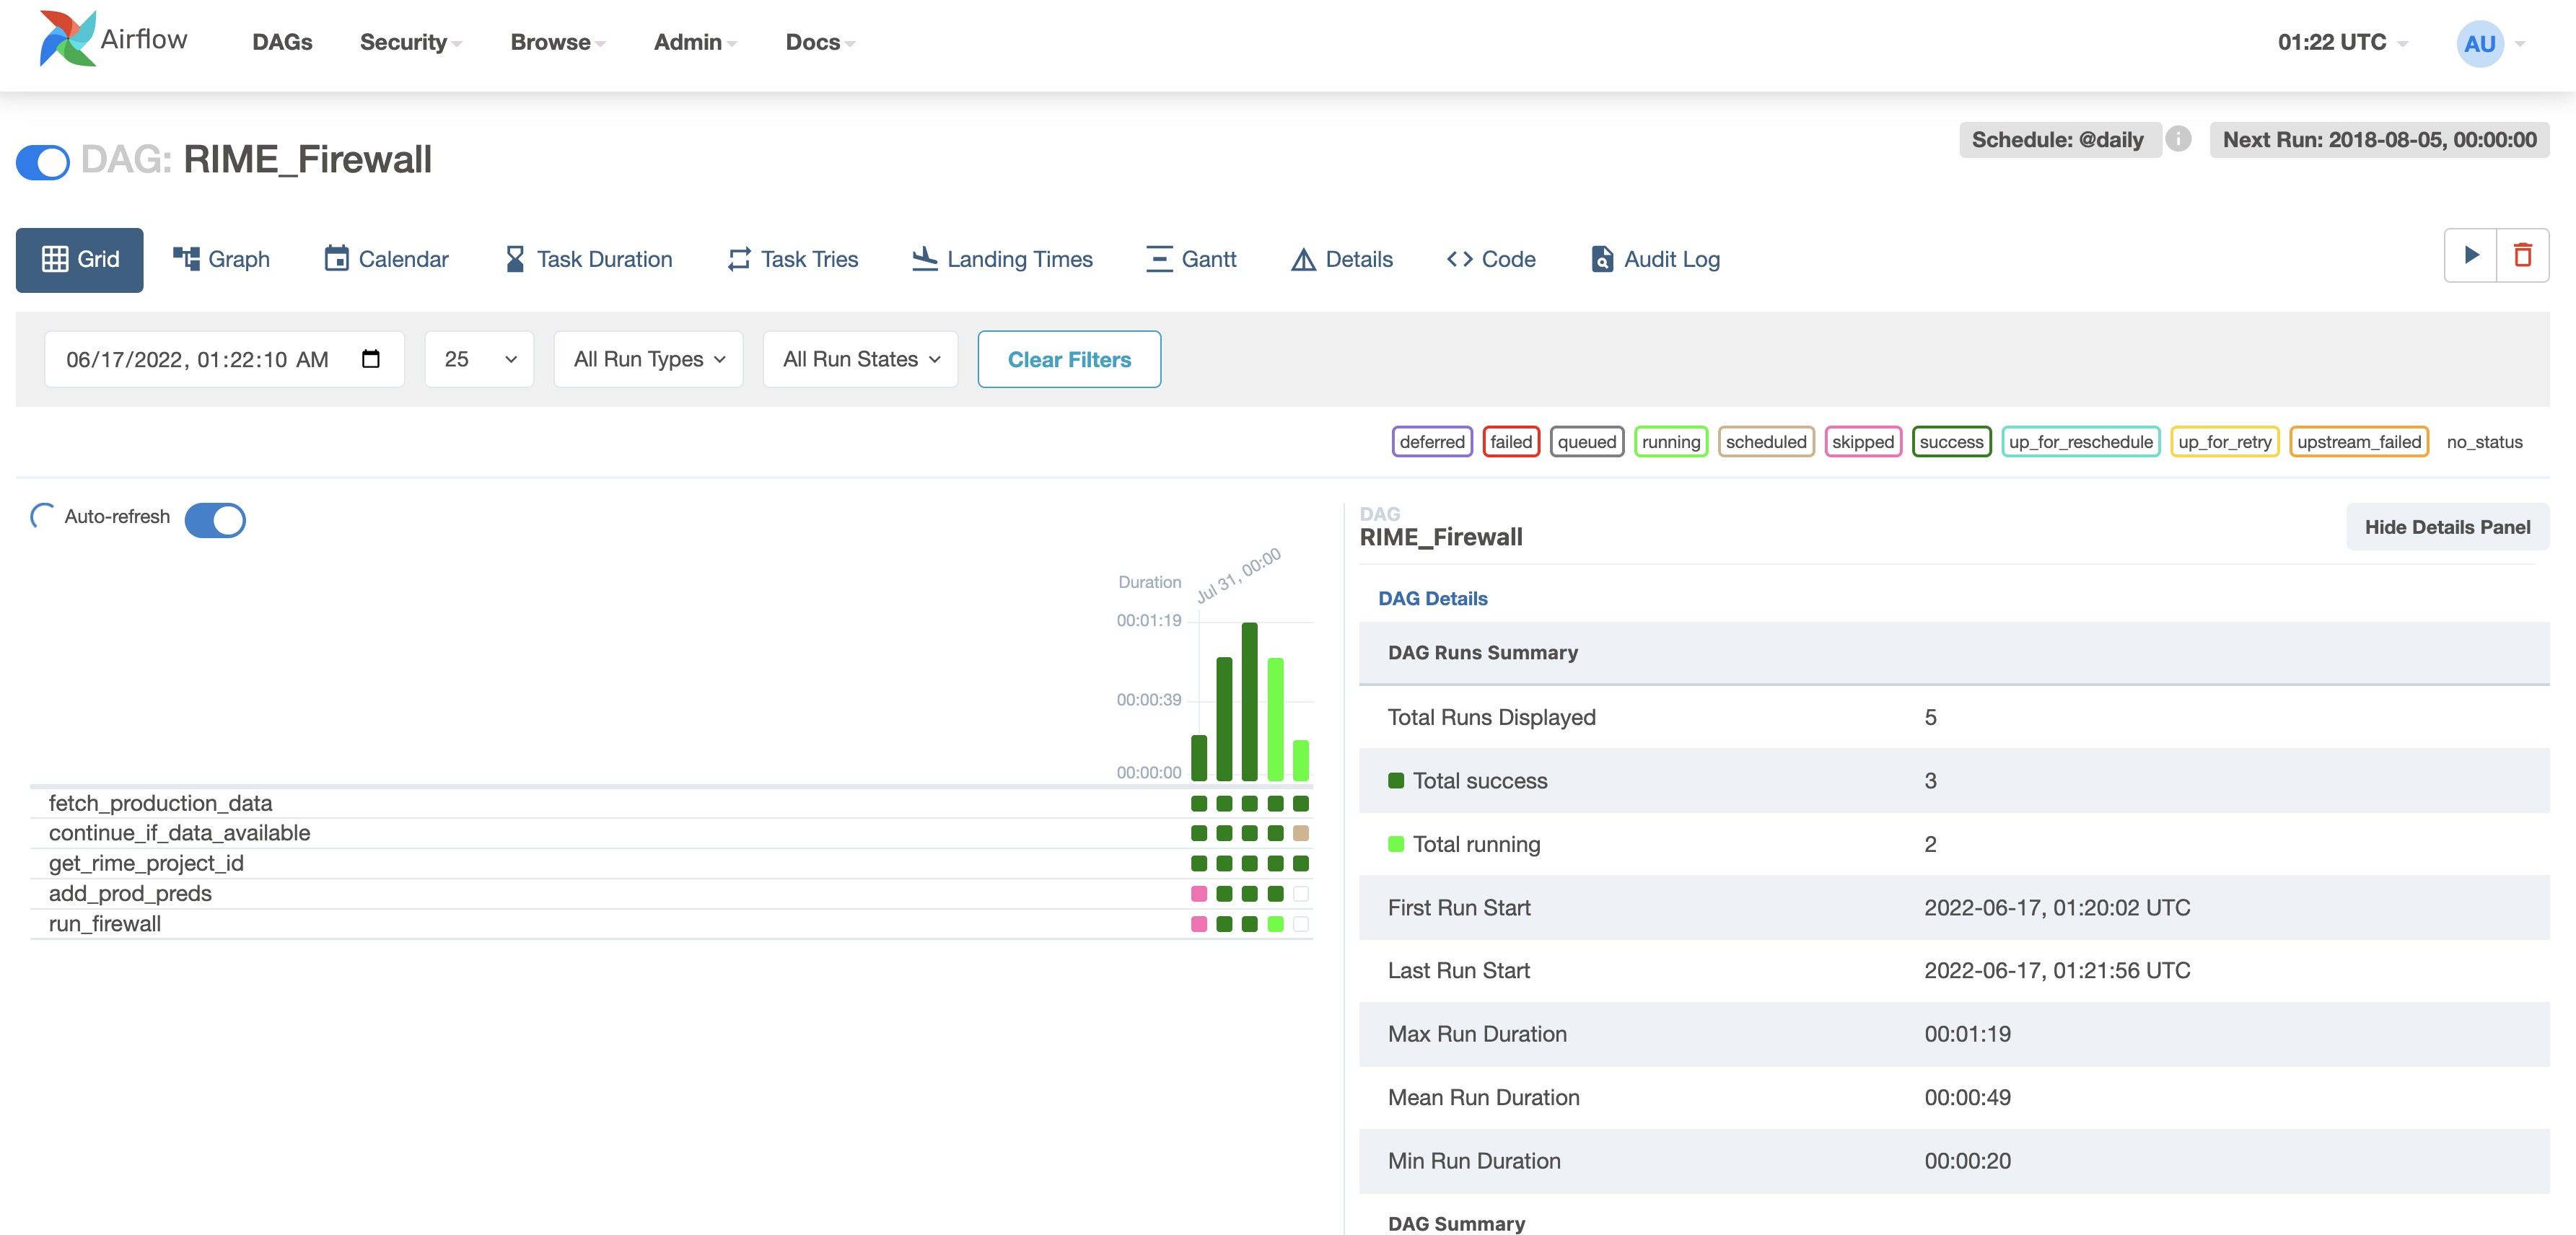 Airflow DAGs Security Browse Admin Docs 01:22 UTC AU
DAG: RIME_Firewall
Schedule: @daily i Next Run: 2018-08-05, 00:00:00
Grid Graph Calendar Task Duration Task Tries Landing Times Gantt Details Code Audit Log
06/17/2022, 01:22:10 AM 25 All Run Types All Run States Clear Filters
deferred failed queued running scheduled skipped success up_for_reschedule up_for_retry upstream_failed no_status
Auto-refresh
Duration
Jul 31, 00:00
00:01:19
00:00:39
00:00:00
fetch_production_data
continue_if_data_available
get_rime_project_id
add_prod_preds
run_firewall
DAG
RIME_Firewall
Hide Details Panel
DAG Details
DAG Runs Summary
Total Runs Displayed 5
Total success 3
Total running 2
First Run Start 2022-06-17, 01:20:02 UTC
Last Run Start 2022-06-17, 01:21:56 UTC
Max Run Duration 00:01:19
Mean Run Duration 00:00:49
Min Run Duration 00:00:20
DAG Summary